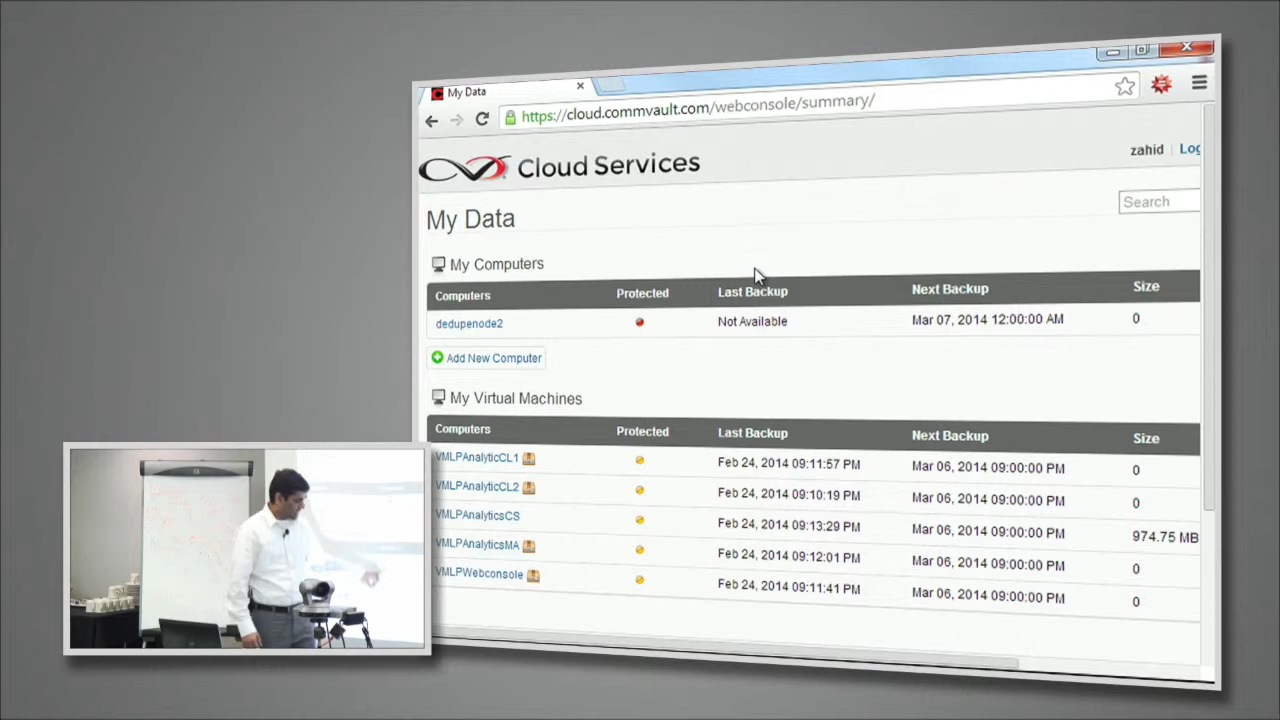 My Data
https://cloud.commvault.com/webconsole/summary/
Cloud Services
zahid | Log
My Data
Search
My Computers
Computers Protected Last Backup Next Backup Size
dedupenode2 Not Available Mar 07, 2014 12:00:00 AM 0
Add New Computer
My Virtual Machines
Computers Protected Last Backup Next Backup Size
VMLPAnalyticCL1 Feb 24, 2014 09:11:57 PM Mar 06, 2014 09:00:00 PM 0
VMLPAnalyticCL2 Feb 24, 2014 09:10:19 PM Mar 06, 2014 09:00:00 PM 0
VMLPAnalyticsCS Feb 24, 2014 09:13:29 PM Mar 06, 2014 09:00:00 PM 974.75 MB
VMLPAnalyticsMA Feb 24, 2014 09:12:01 PM Mar 06, 2014 09:00:00 PM 0
VMLPWebconsole Feb 24, 2014 09:11:41 PM Mar 06, 2014 09:00:00 PM 0